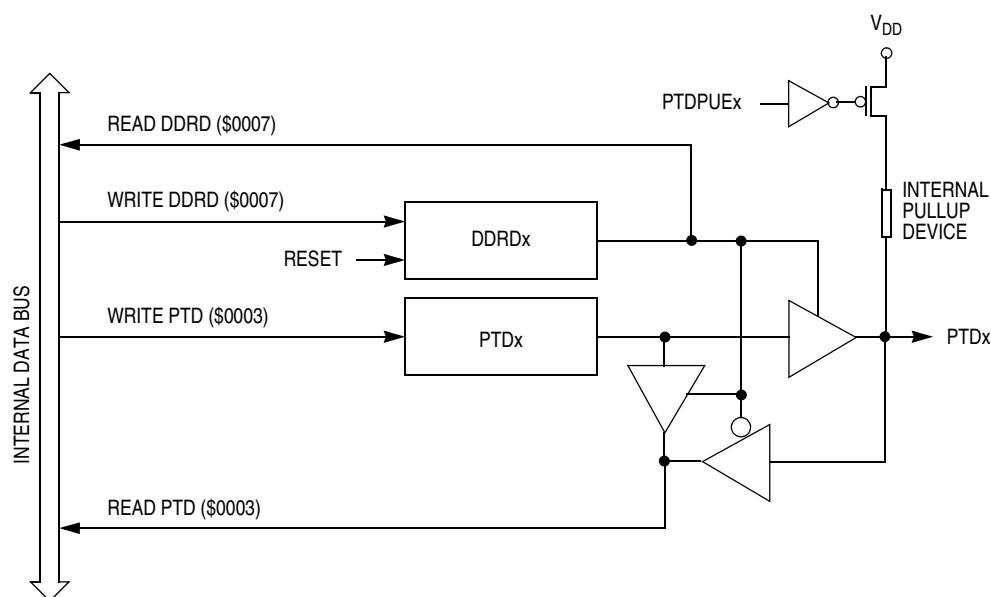 VDD
PTDPUEx
READ DDRD ($0007)
WRITE DDRD ($0007)
INTERNAL
PULLUP
DEVICE
DDRDx
RESET
WRITE PTD ($0003)
PTDx
PTDx
INTERNAL DATA BUS
READ PTD ($0003)